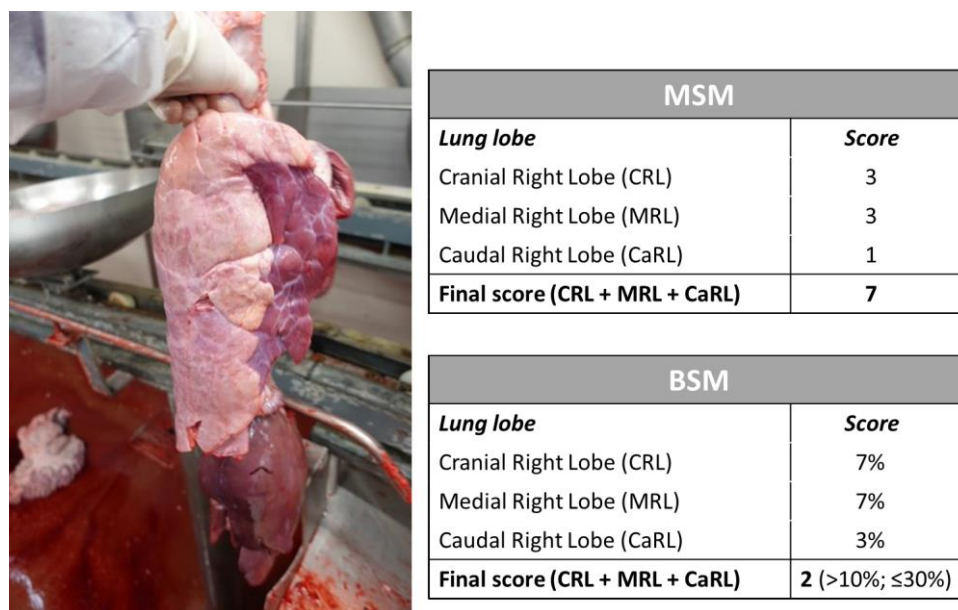 MSM
Lung lobe Score
Cranial Right Lobe (CRL) 3
Medial Right Lobe (MRL) 3
Caudal Right Lobe (CaRL) 1
Final score (CRL + MRL + CaRL) 7
BSM
Lung lobe Score
Cranial Right Lobe (CRL) 7%
Medial Right Lobe (MRL) 7%
Caudal Right Lobe (CaRL) 3%
Final score (CRL + MRL + CaRL) 2 (>10%; ≤30%)